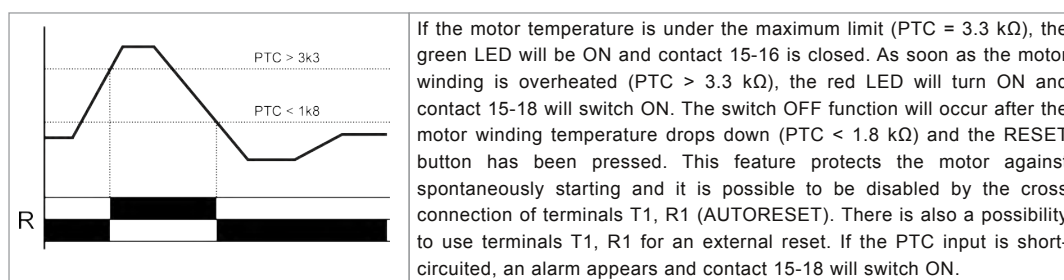 PTC > 3k3
PTC < 1k8
R
If the motor temperature is under the maximum limit (PTC = 3.3 kΩ), the
green LED will be ON and contact 15-16 is closed. As soon as the motor
winding is overheated (PTC > 3.3 kΩ), the red LED will turn ON and
contact 15-18 will switch ON. The switch OFF function will occur after the
motor winding temperature drops down (PTC < 1.8 kΩ) and the RESET
button has been pressed. This feature protects the motor against
spontaneously starting and it is possible to be disabled by the cross
connection of terminals T1, R1 (AUTORESET). There is also a possibility
to use terminals T1, R1 for an external reset. If the PTC input is short-
circuited, an alarm appears and contact 15-18 will switch ON.